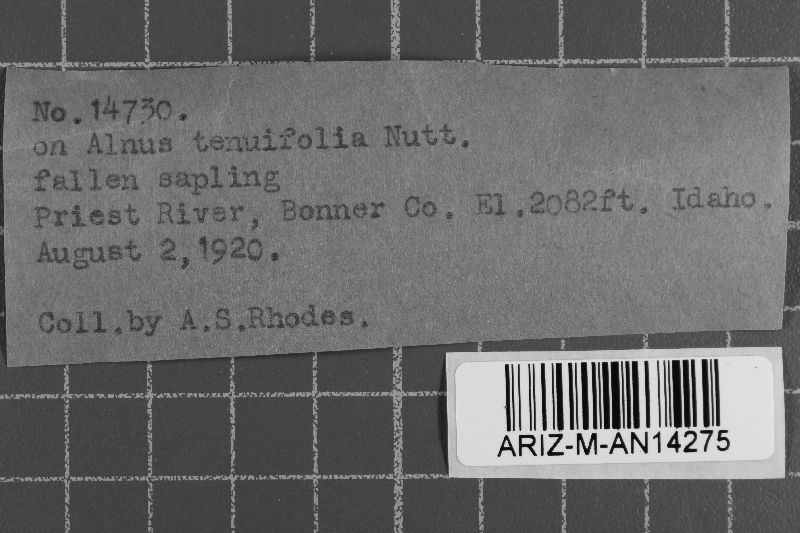 No.14730.
on Alnus tenuifolia Nutt.
fallen sapling
Priest River, Bonner Co. El.2082ft. Idaho.
August 2,1920.
Coll.by A.S.Rhodes.
ARIZ-M-AN14275